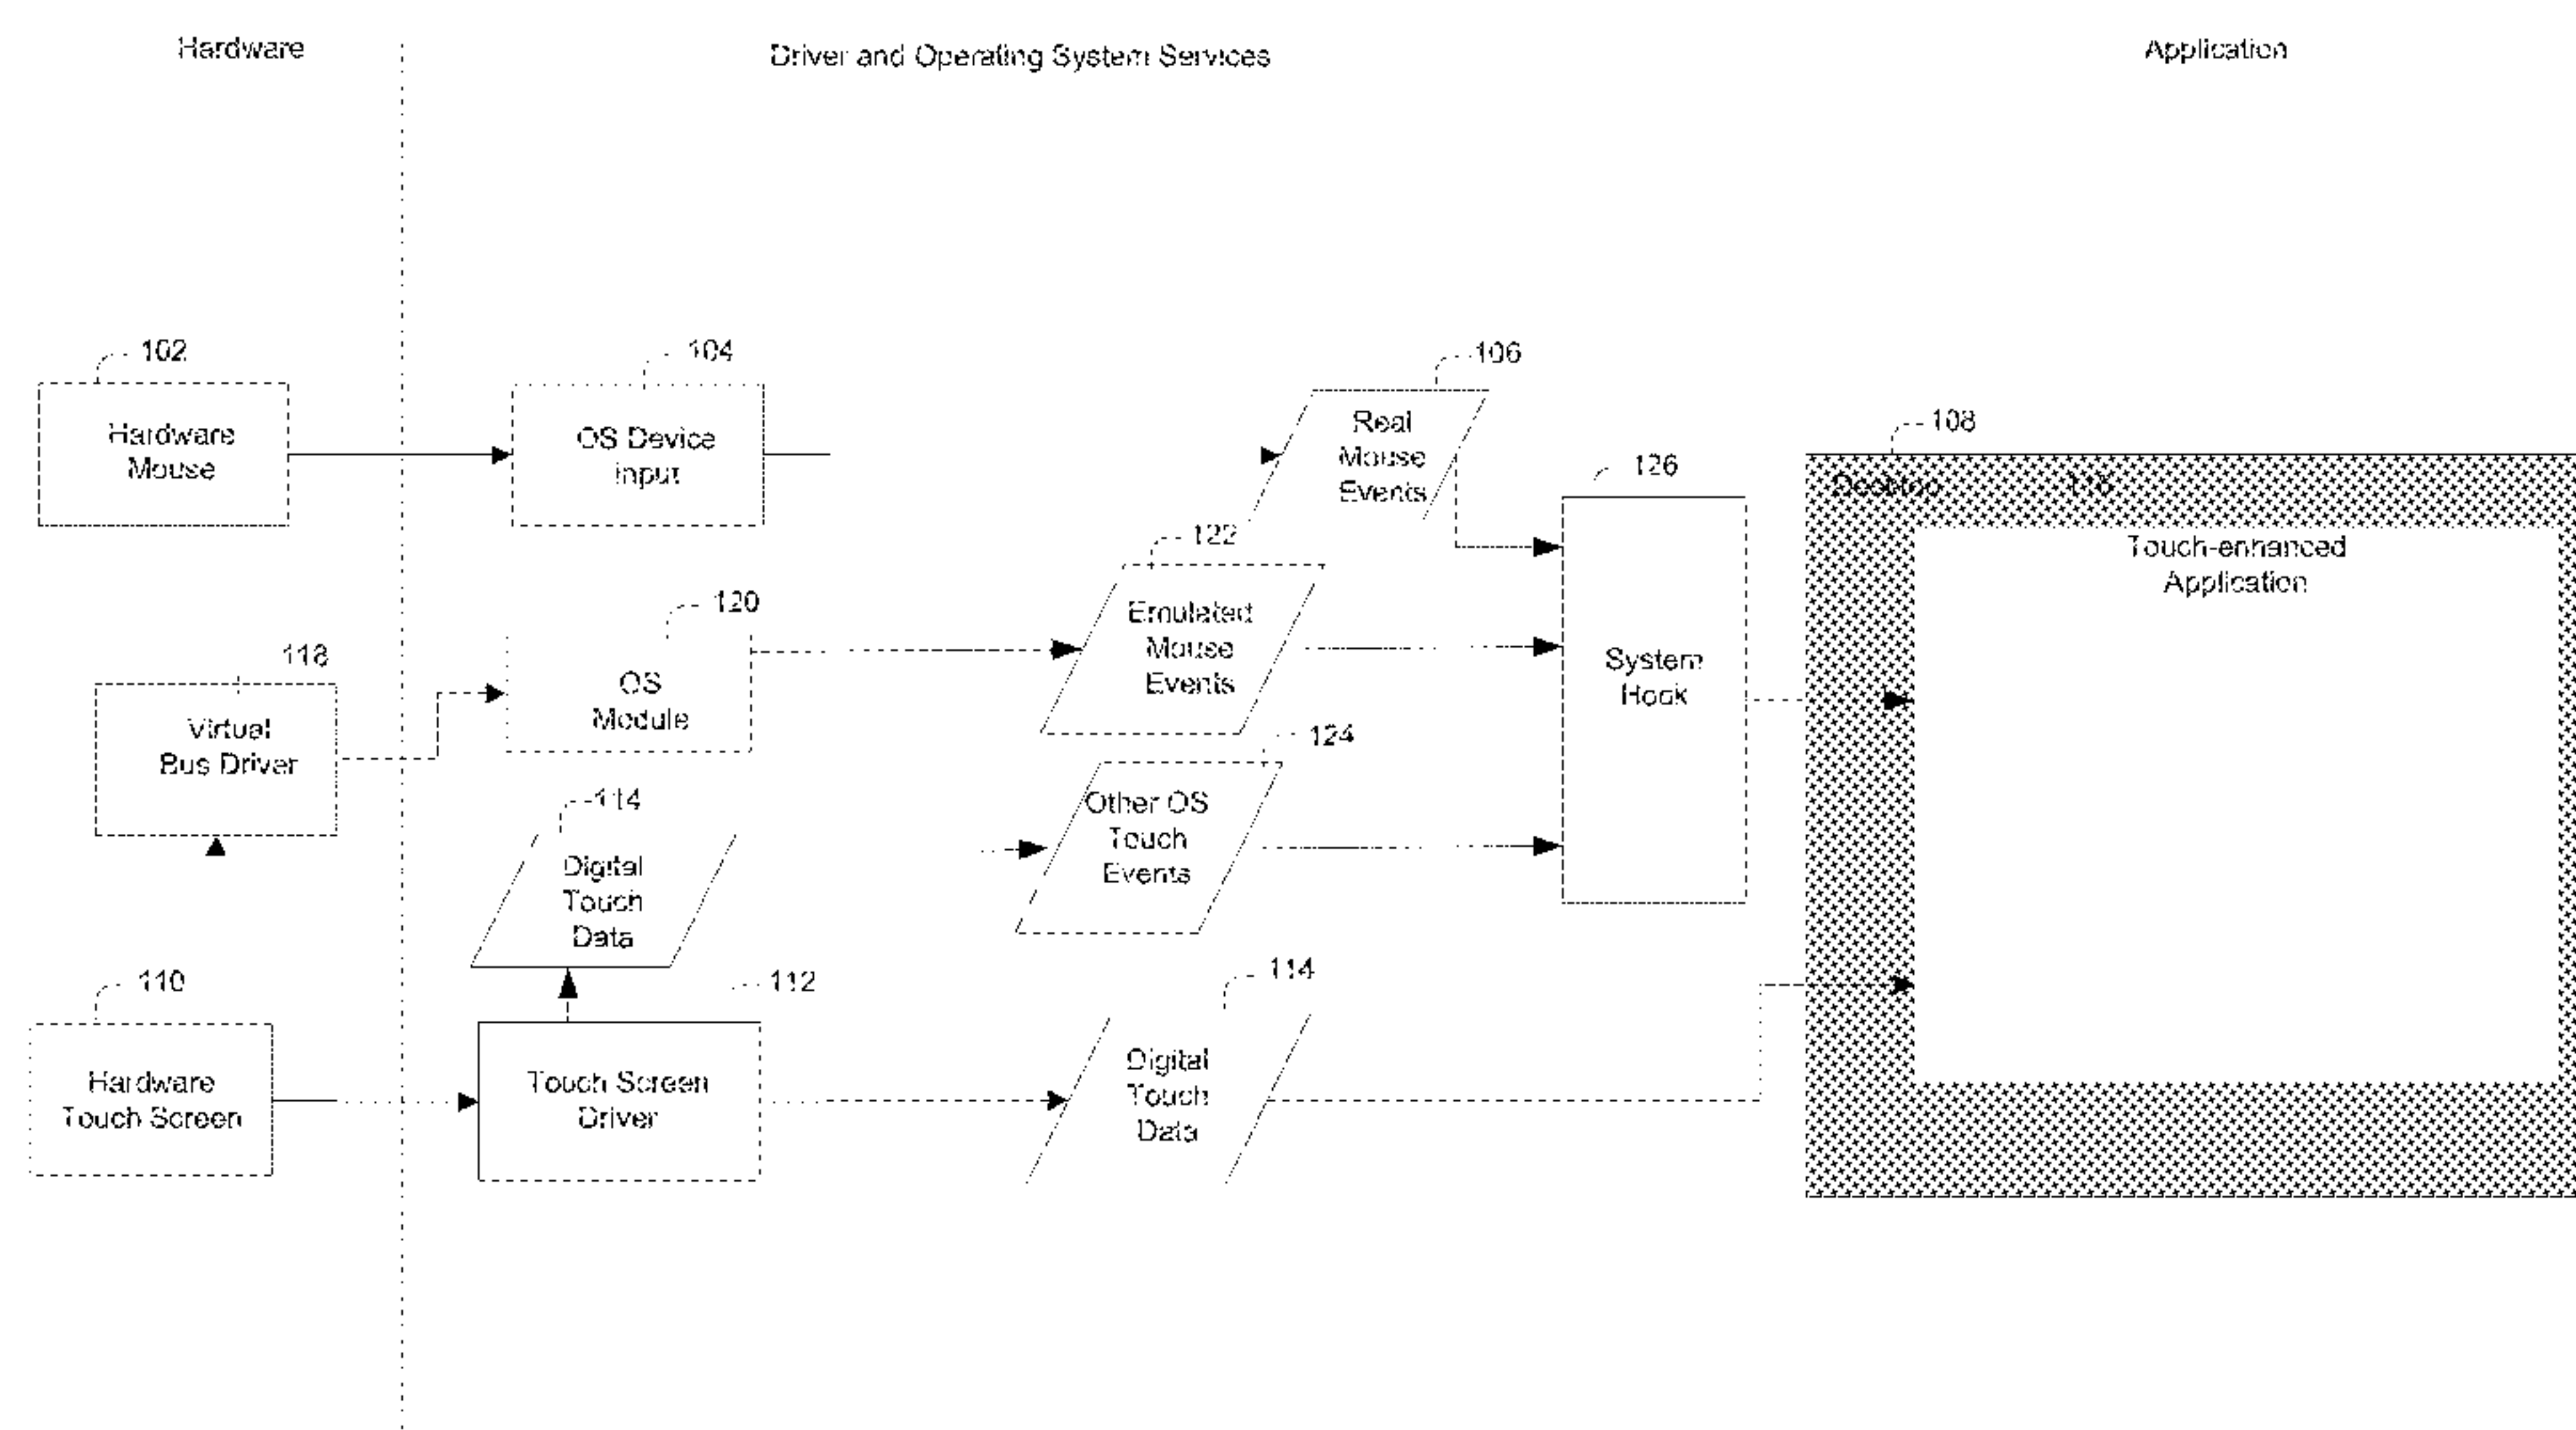 Hardware
Driver and Operating System Services
Application
102
Hardware
Mouse
104
OS Device
input
106
Real
Mouse
Events
126
System
Hook
108
Desktop
116
Touch-enhanced
Application
122
Emulated
Mouse
Events
120
OS
Module
118
Virtual
Bus Driver
124
Other OS
Touch
Events
114
Digital
Touch
Data
110
Hardware
Touch Screen
112
Touch Screen
Driver
114
Digital
Touch
Data